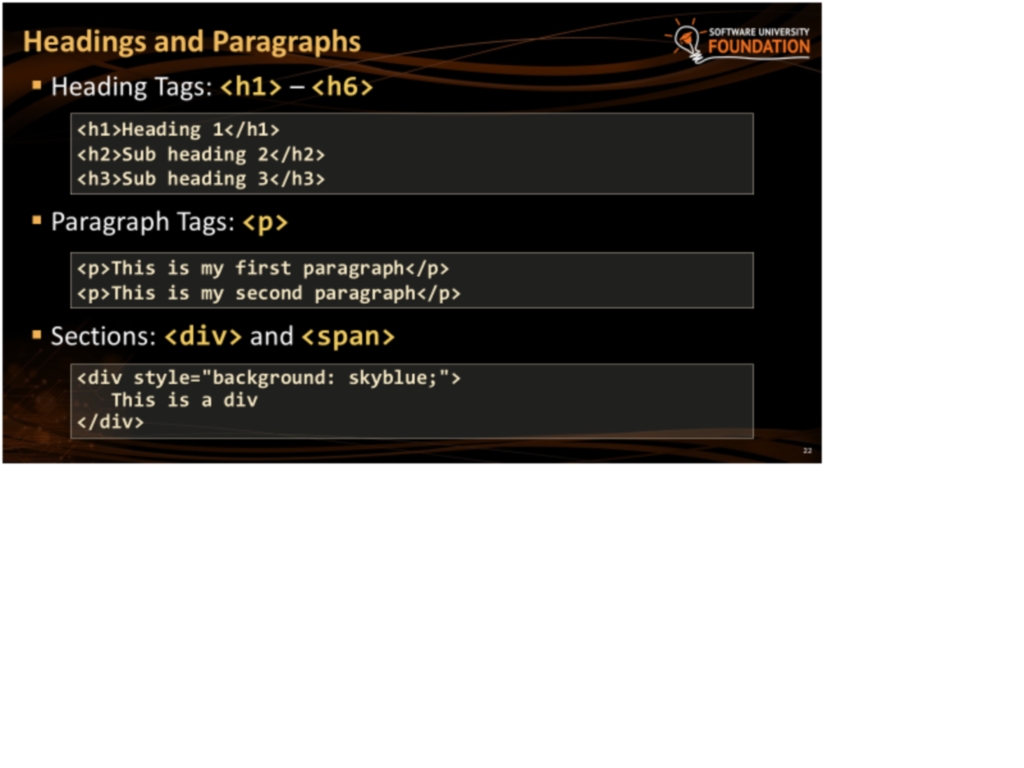 Headings and Paragraphs
SOFTWARE UNIVERSITY
FOUNDATION
Heading Tags: <h1> – <h6>
<h1>Heading 1</h1>
<h2>Sub heading 2</h2>
<h3>Sub heading 3</h3>
Paragraph Tags: <p>
<p>This is my first paragraph</p>
<p>This is my second paragraph</p>
Sections: <div> and <span>
<div style="background: skyblue;">
This is a div
</div>
22